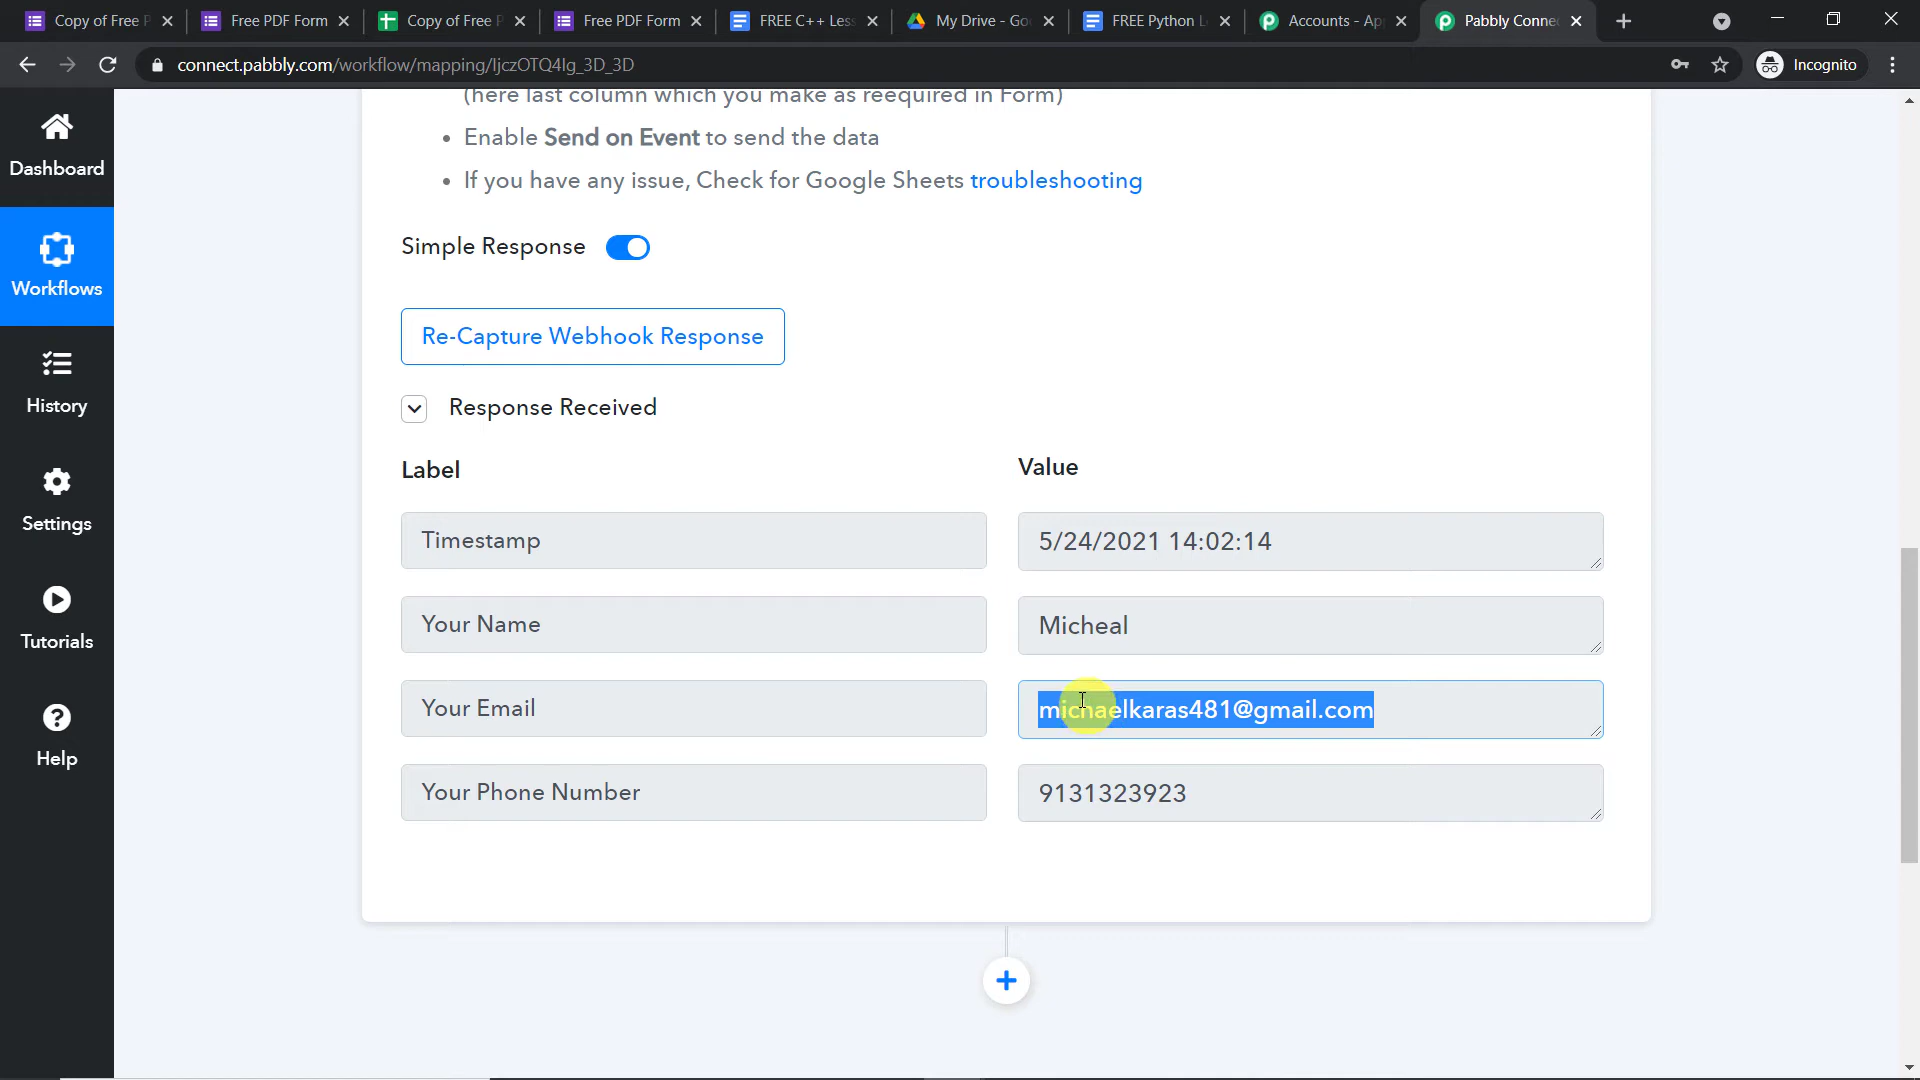 Copy of Free P
Free PDF Form
Copy of Free P
Free PDF Form
FREE C++ Less
My Drive - Goo
FREE Python L
Accounts - Ap
Pabbly Connec
connect.pabbly.com/workflow/mapping/IjczOTQ4Ig_3D_3D
Incognito
Dashboard
Workflows
History
Settings
Tutorials
Help
(here last column which you make as reequired in Form)
• Enable Send on Event to send the data
• If you have any issue, Check for Google Sheets troubleshooting
Simple Response
Re-Capture Webhook Response
Response Received
Label Value
Timestamp 5/24/2021 14:02:14
Your Name Micheal
Your Email michaelkaras481@gmail.com
Your Phone Number 9131323923